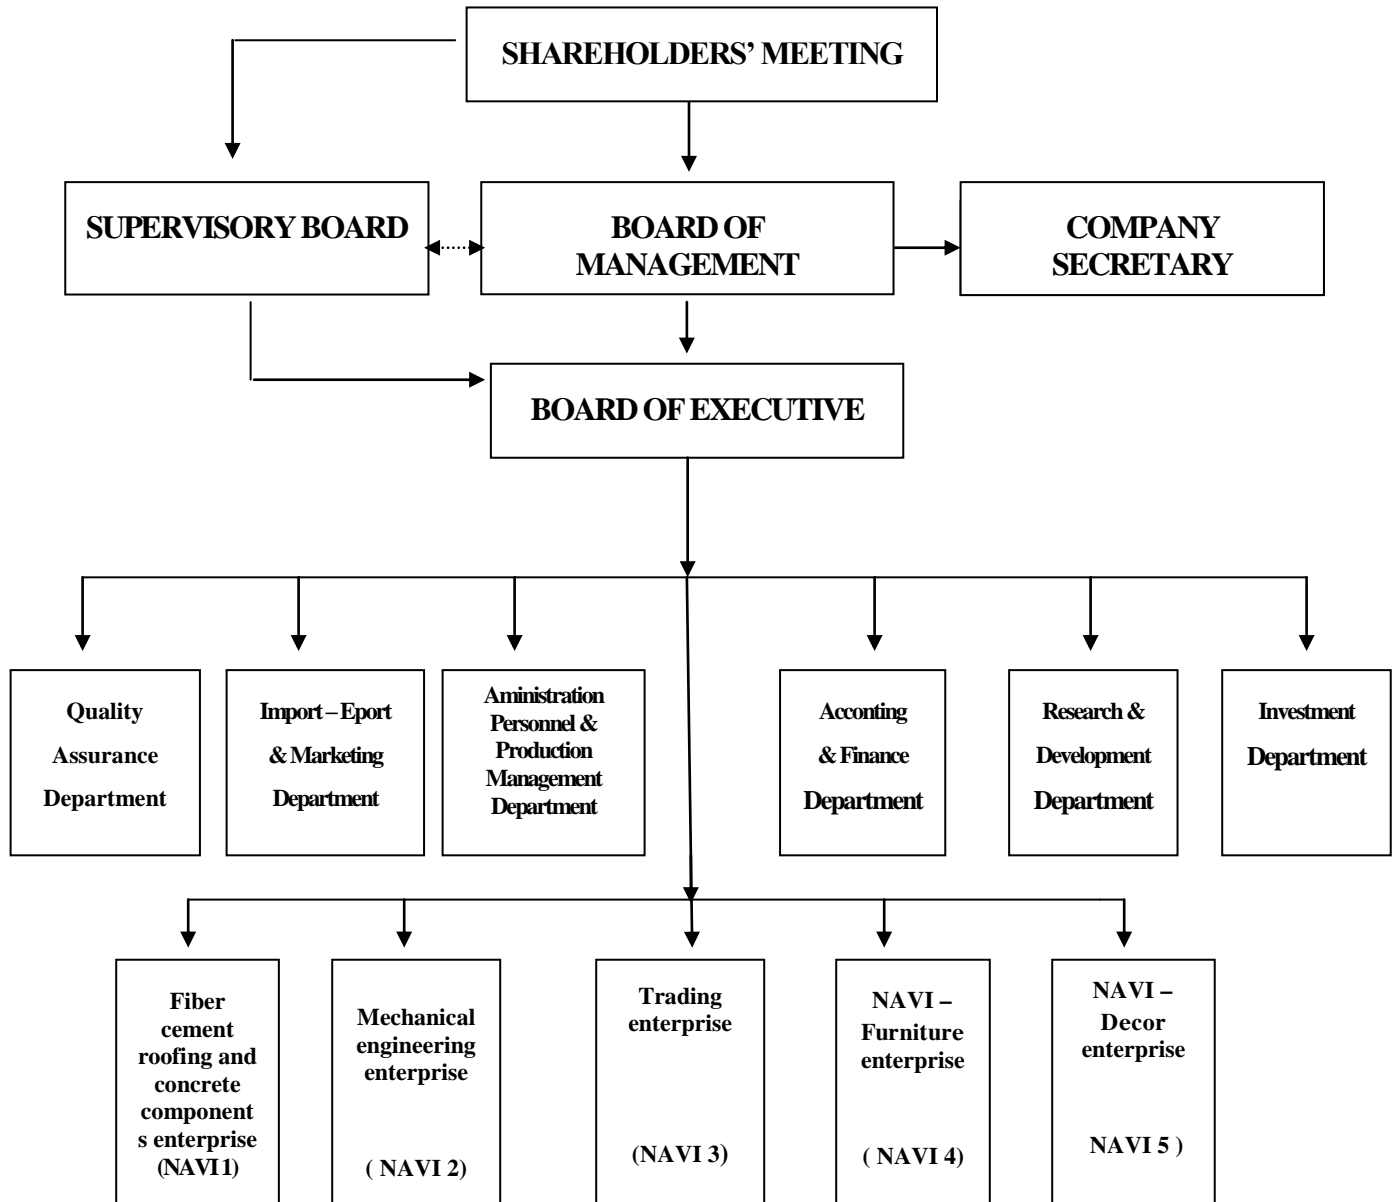 SHAREHOLDERS’ MEETING
SUPERVISORY BOARD
BOARD OF
MANAGEMENT
COMPANY
SECRETARY
BOARD OF EXECUTIVE
Quality
Assurance
Department
Import – Eport
& Marketing
Department
Aministration
Personnel &
Production
Management
Department
Acconting
& Finance
Department
Research &
Development
Department
Investment
Department
Fiber
cement
roofing and
concrete
component
s enterprise
(NAVI 1)
Mechanical
engineering
enterprise
( NAVI 2)
Trading
enterprise
(NAVI 3)
NAVI –
Furniture
enterprise
( NAVI 4)
NAVI –
Decor
enterprise
NAVI 5 )